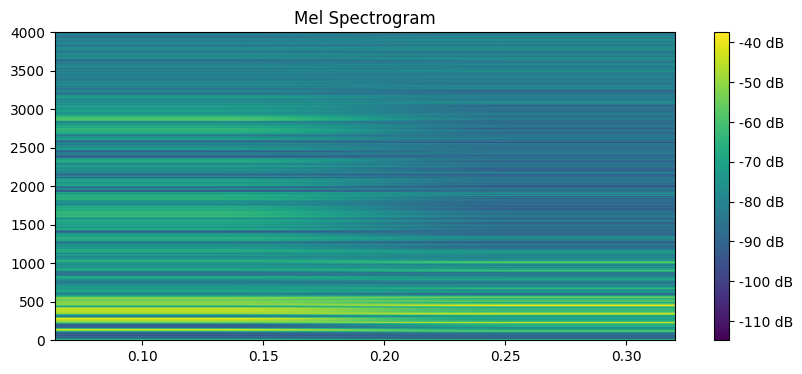 Mel Spectrogram
4000
3500
3000
2500
2000
1500
1000
500
0
0.10 0.15 0.20 0.25 0.30
-40 dB
-50 dB
-60 dB
-70 dB
-80 dB
-90 dB
-100 dB
-110 dB